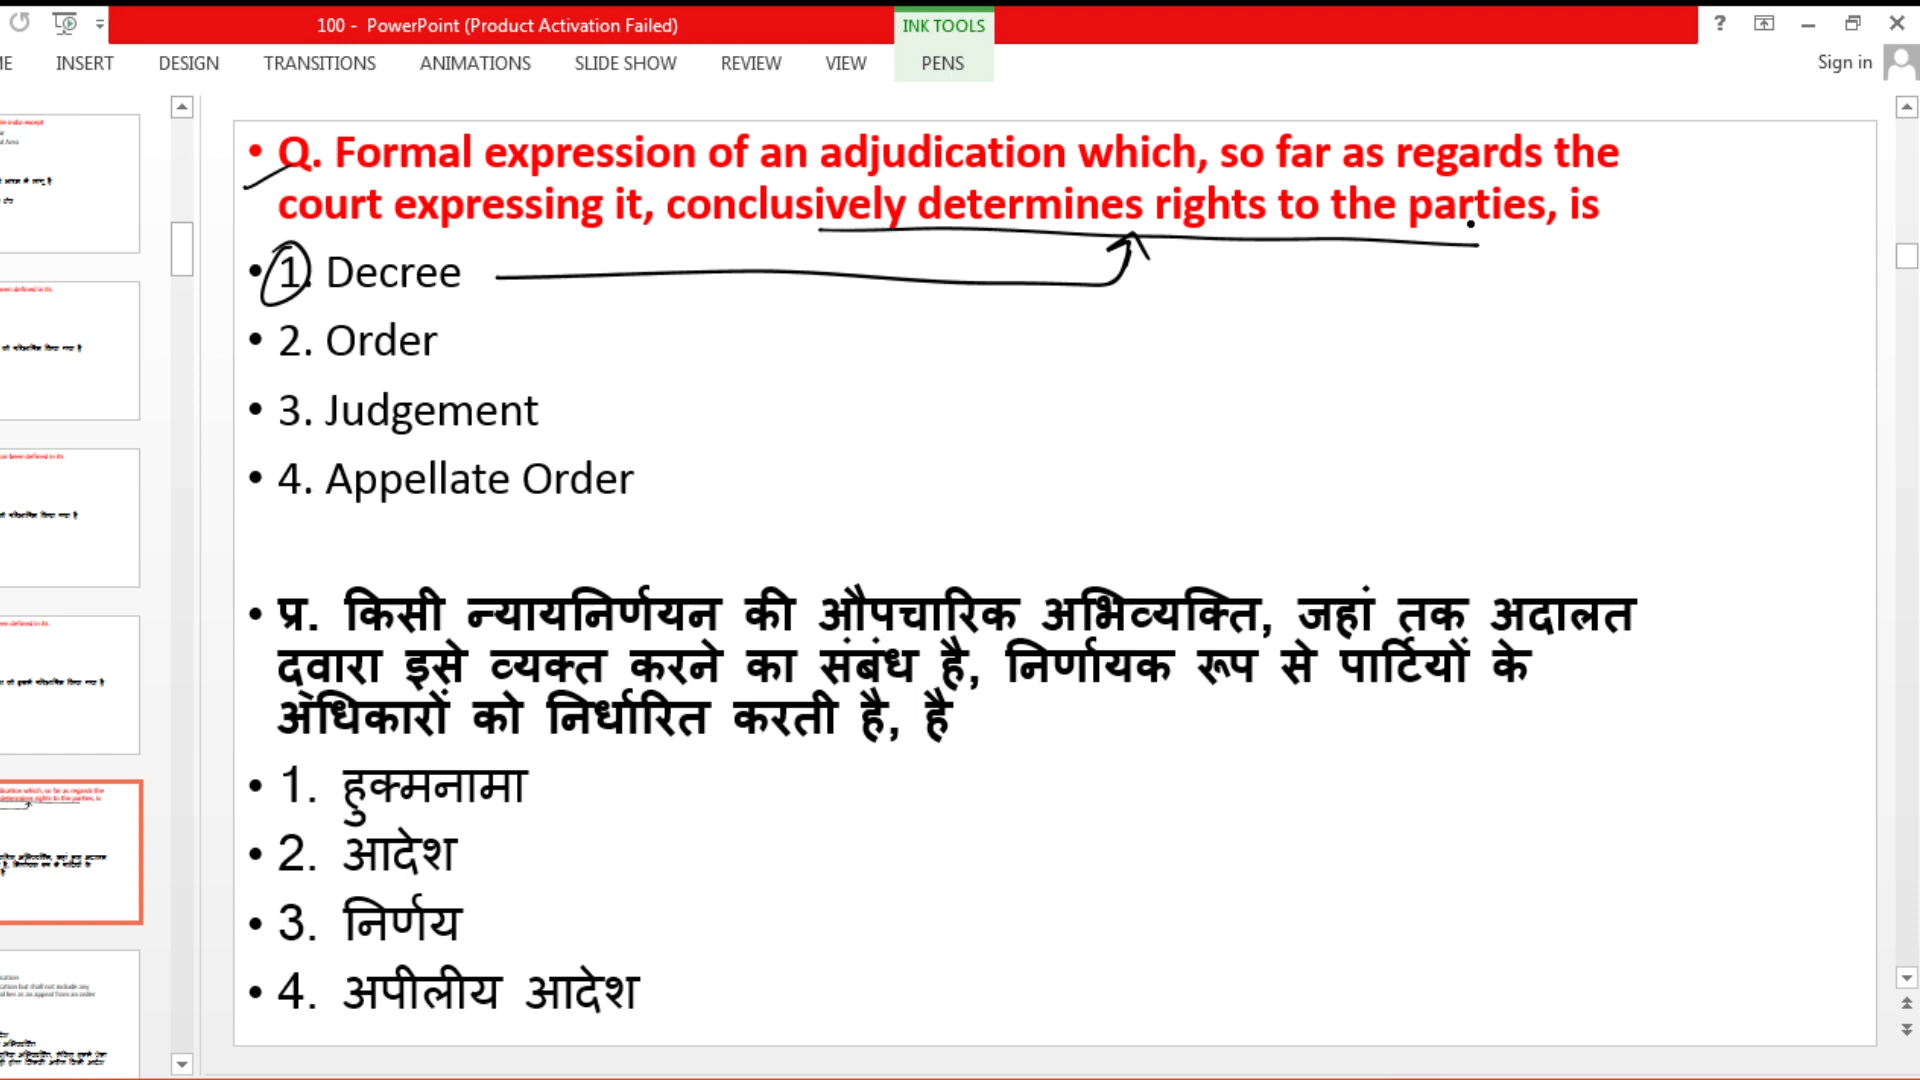 100 - PowerPoint (Product Activation Failed)
INK TOOLS
?
INSERT
DESIGN
TRANSITIONS
ANIMATIONS
SLIDE SHOW
REVIEW
VIEW
PENS
Sign in
• Q. Formal expression of an adjudication which, so far as regards the
court expressing it, conclusively determines rights to the parties, is
• 1. Decree
• 2. Order
• 3. Judgement
• 4. Appellate Order
• प्र. किसी न्यायनिर्णयन की औपचारिक अभिव्यक्ति, जहां तक अदालत
द्वारा इसे व्यक्त करने का संबंध है, निर्णायक रूप से पार्टियों के
अधिकारों को निर्धारित करती है, है
• 1. हुक्मनामा
• 2. आदेश
• 3. निर्णय
• 4. अपीलीय आदेश